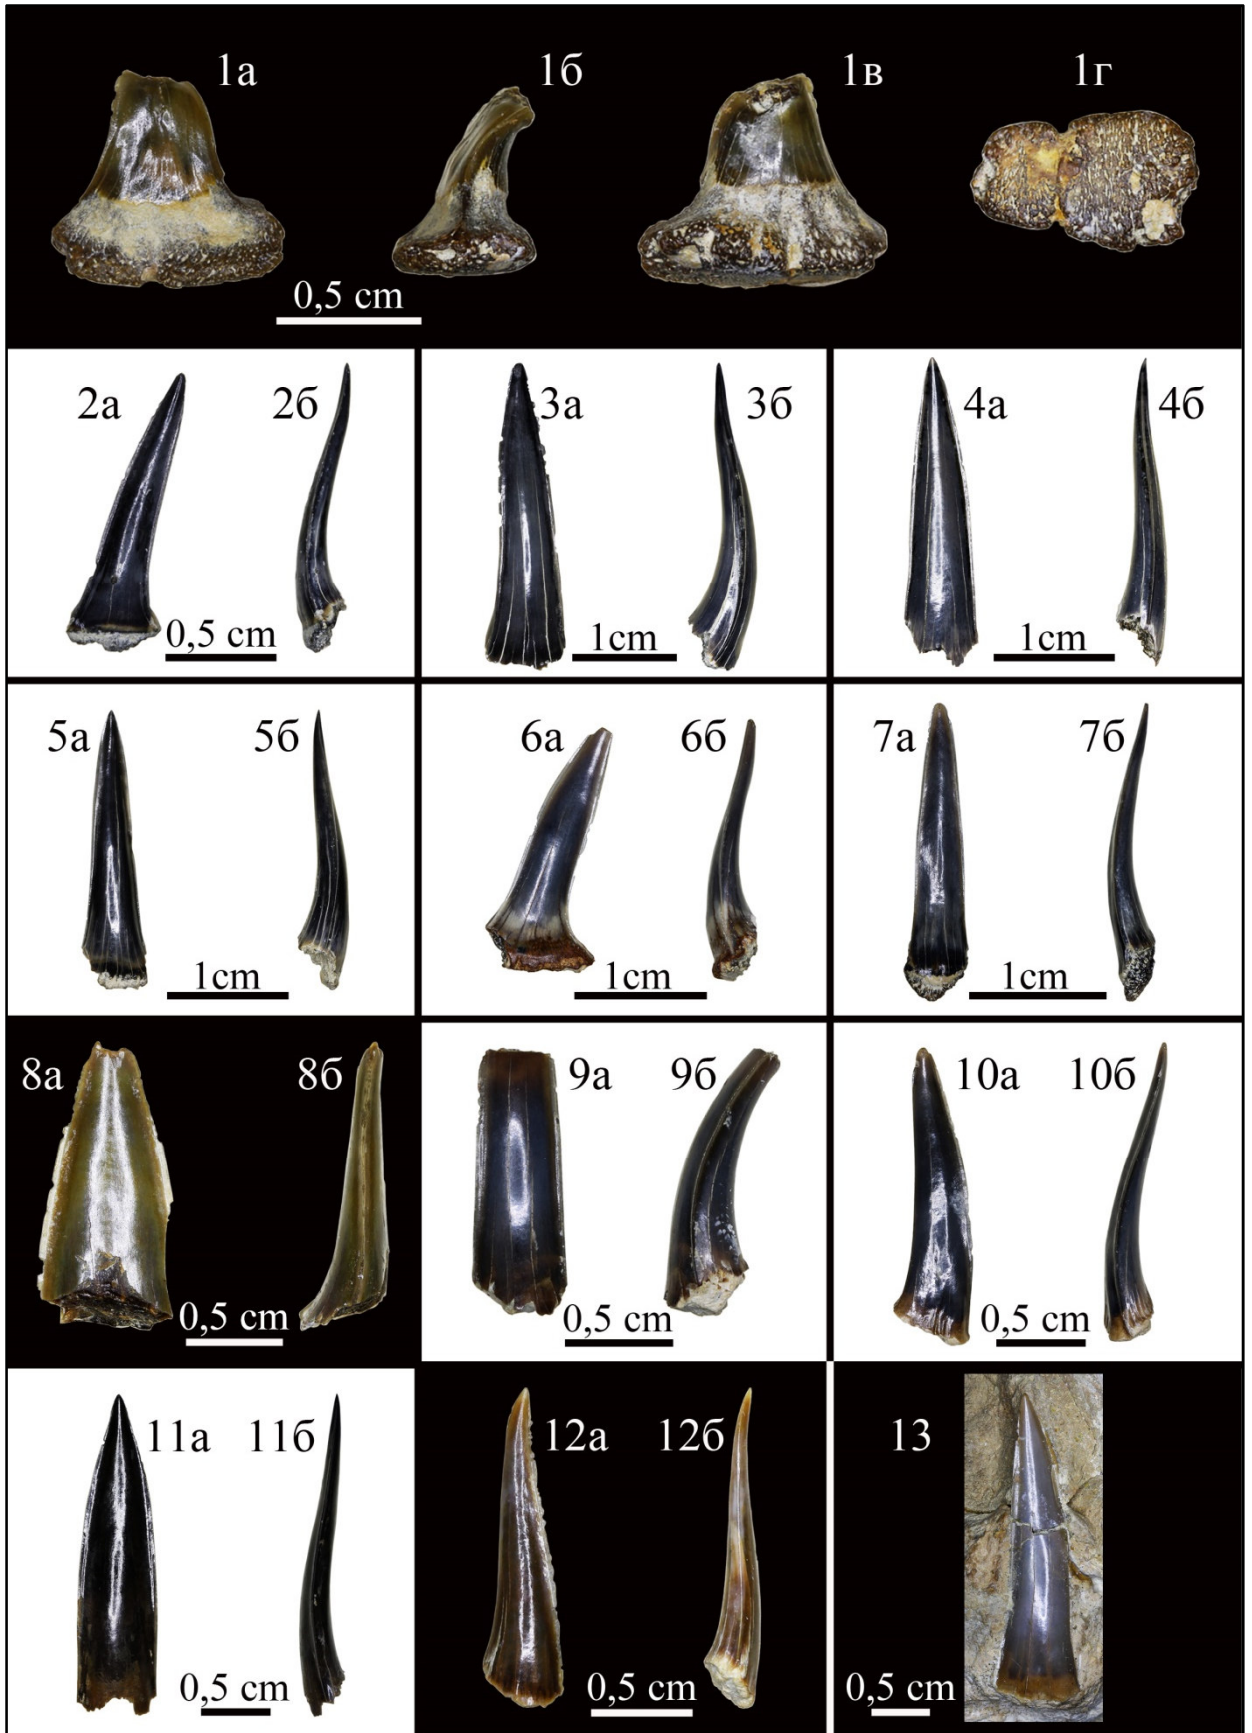 1а 1б 1в 1г
0,5 cm
2а 2б 3а 3б 4а 4б
0,5 cm 1cm 1cm
5а 5б 6а 6б 7а 7б
1cm 1cm 1cm
8а 8б 9а 9б 10а 10б
0,5 cm 0,5 cm 0,5 cm
11а 11б 12а 12б 13
0,5 cm 0,5 cm 0,5 cm